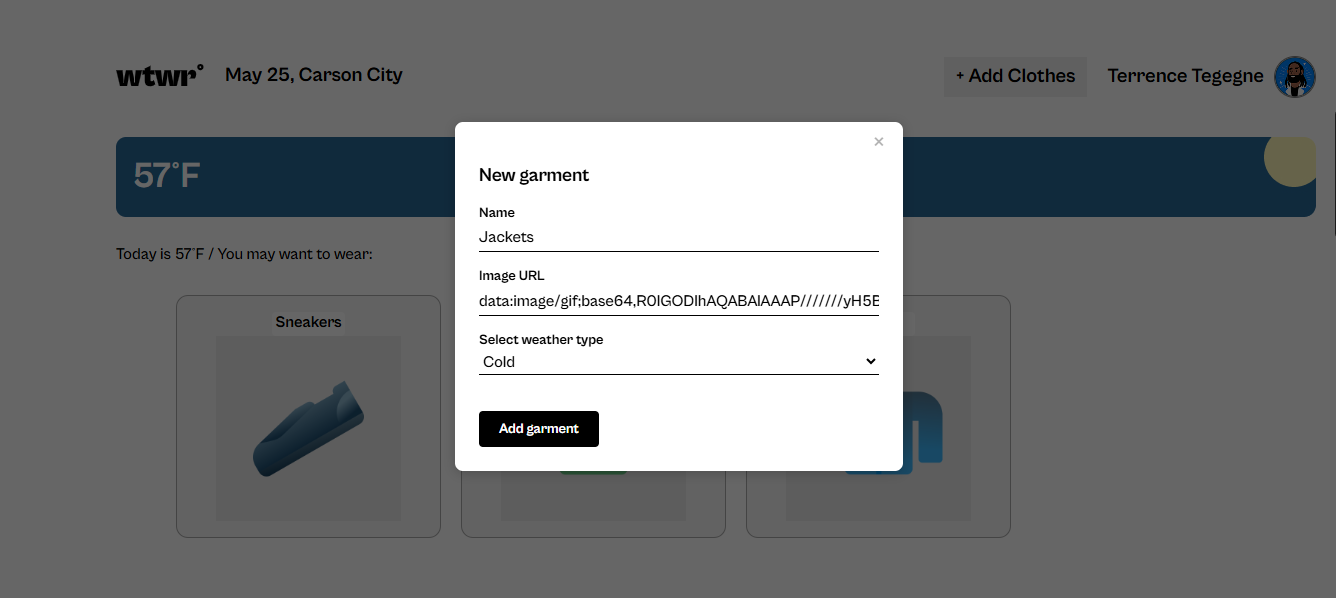 wtwr°
May 25, Carson City
+ Add Clothes
Terrence Tegegne
57°F
Today is 57°F / You may want to wear:
Sneakers
×
New garment
Name
Jackets
Image URL
data:image/gif;base64,R0lGODlhAQABAIAAAP///////yH5B
Select weather type
Cold
Add garment